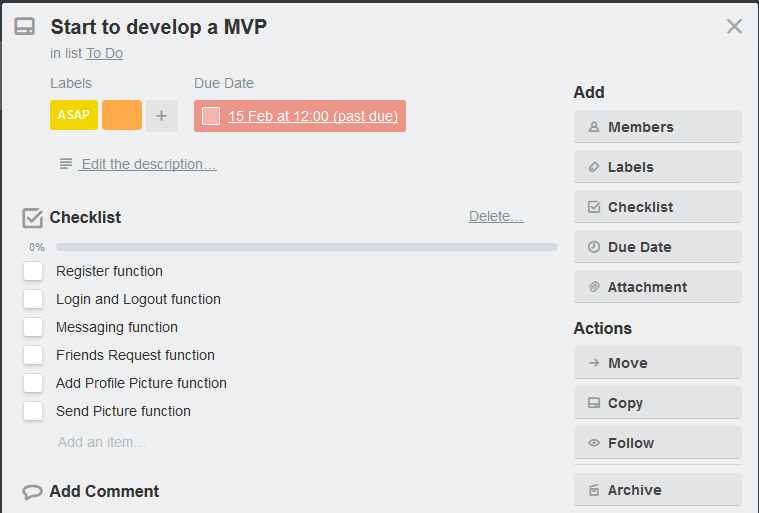 Start to develop a MVP
in list To Do
Labels
Due Date
ASAP
+
15 Feb at 12:00 (past due)
Edit the description…
Checklist
Delete…
0%
Register function
Login and Logout function
Messaging function
Friends Request function
Add Profile Picture function
Send Picture function
Add an item…
Add Comment
Add
Members
Labels
Checklist
Due Date
Attachment
Actions
Move
Copy
Follow
Archive